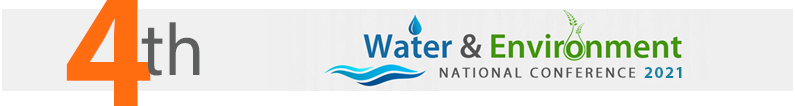 4th
Water & Environment
NATIONAL CONFERENCE 2021